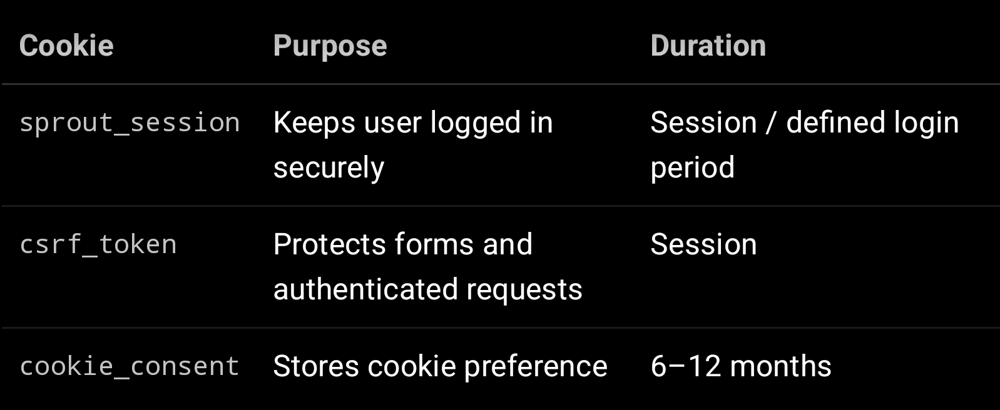 Cookie Purpose Duration
sprout_session Keeps user logged in securely Session / defined login period
csrf_token Protects forms and authenticated requests Session
cookie_consent Stores cookie preference 6–12 months